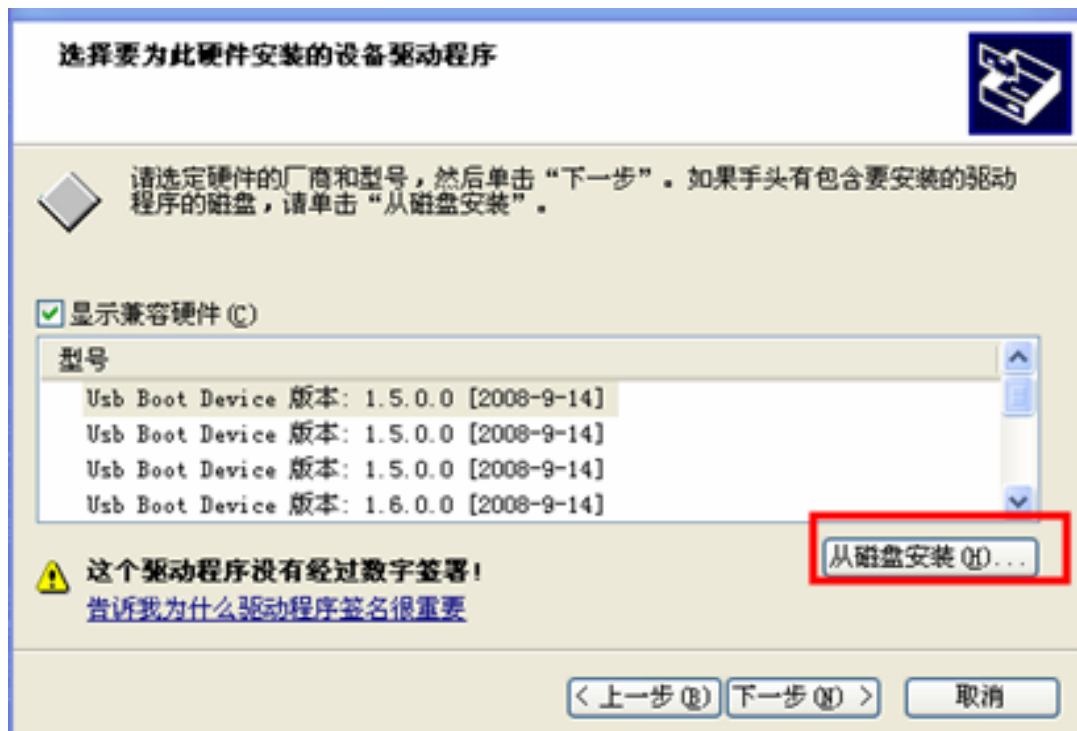 选择要为此硬件安装的设备驱动程序
请选定硬件的厂商和型号，然后单击“下一步”。如果手头有包含要安装的驱动
程序的磁盘，请单击“从磁盘安装”。
显示兼容硬件(C)
型号
Usb Boot Device 版本: 1.5.0.0 [2008-9-14]
Usb Boot Device 版本: 1.5.0.0 [2008-9-14]
Usb Boot Device 版本: 1.5.0.0 [2008-9-14]
Usb Boot Device 版本: 1.6.0.0 [2008-9-14]
从磁盘安装(H)...
这个驱动程序没有经过数字签署!
告诉我为什么驱动程序签名很重要
< 上一步(B) 下一步(N) > 取消